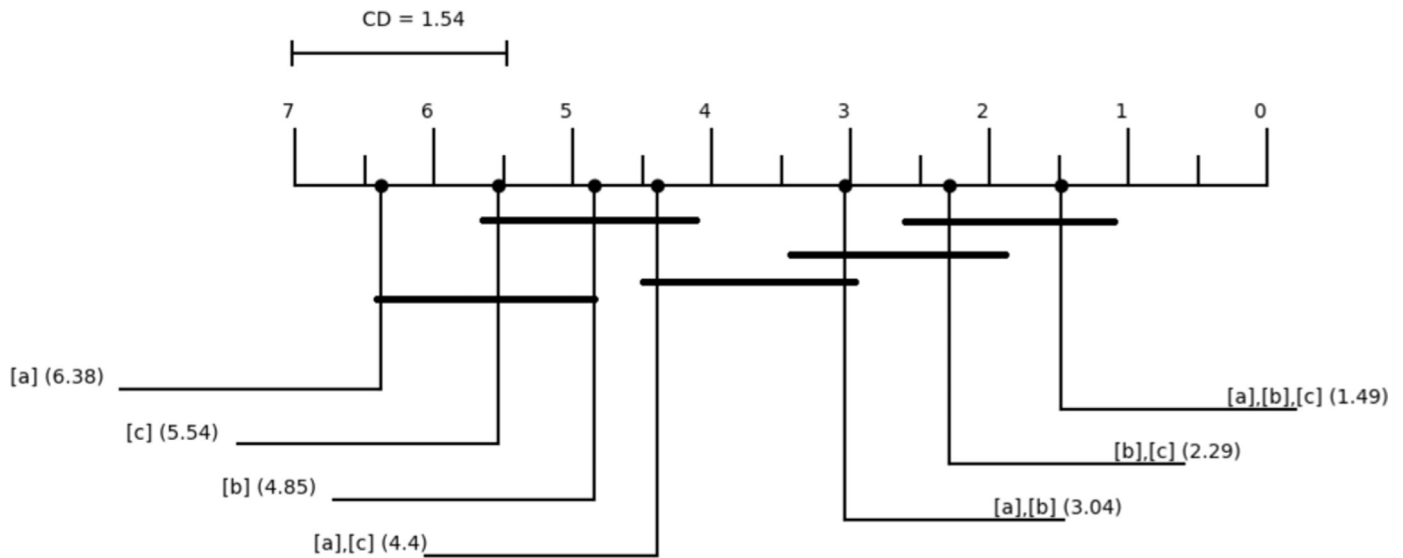 CD = 1.54
7 6 5 4 3 2 1 0
[a] (6.38)
[a],[b],[c] (1.49)
[c] (5.54)
[b],[c] (2.29)
[b] (4.85)
[a],[b] (3.04)
[a],[c] (4.4)